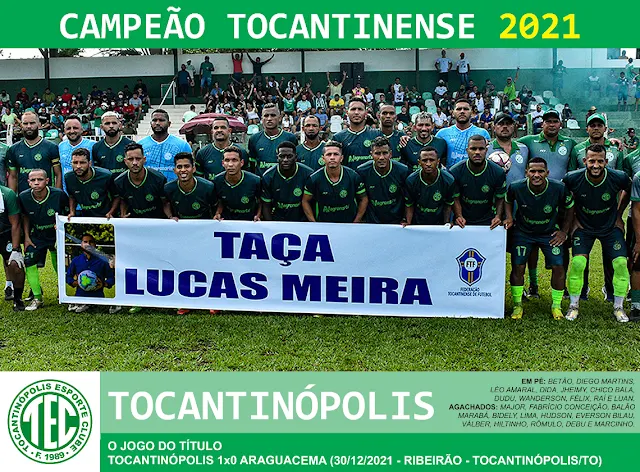 CAMPEÃO TOCANTINENSE 2021
TAÇA
LUCAS MEIRA
FTF
FEDERAÇÃO
TOCANTINENSE DE FUTEBOL
17
TOCANTINÓPOLIS ESPORTE CLUBE
TEC
F. 1989
TOCANTINÓPOLIS
EM PÉ: BETÃO, DIEGO MARTINS,
LÉO AMARAL, DIDA, JHEIMY, CHICO BALA,
DUDU, WANDERSON, FÉLIX, RAÍ E LUAN.
AGACHADOS: MAJOR, FABRÍCIO CONCEIÇÃO, BALÃO
MARABÁ, BIDELY, LIMA, HUDSON, EVERSON BILAU,
VALBER, HILTINHO, RÔMULO, DEBU E MARCINHO.
O JOGO DO TÍTULO
TOCANTINÓPOLIS 1x0 ARAGUACEMA (30/12/2021 - RIBEIRÃO - TOCANTINÓPOLIS/TO)